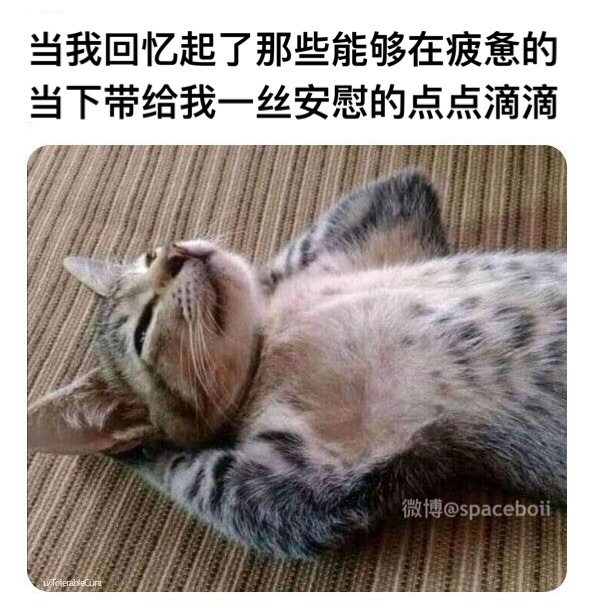 当我回忆起了那些能够在疲惫的
当下带给我一丝安慰的点点滴滴
微博@spaceboii
u/TolerableCunt